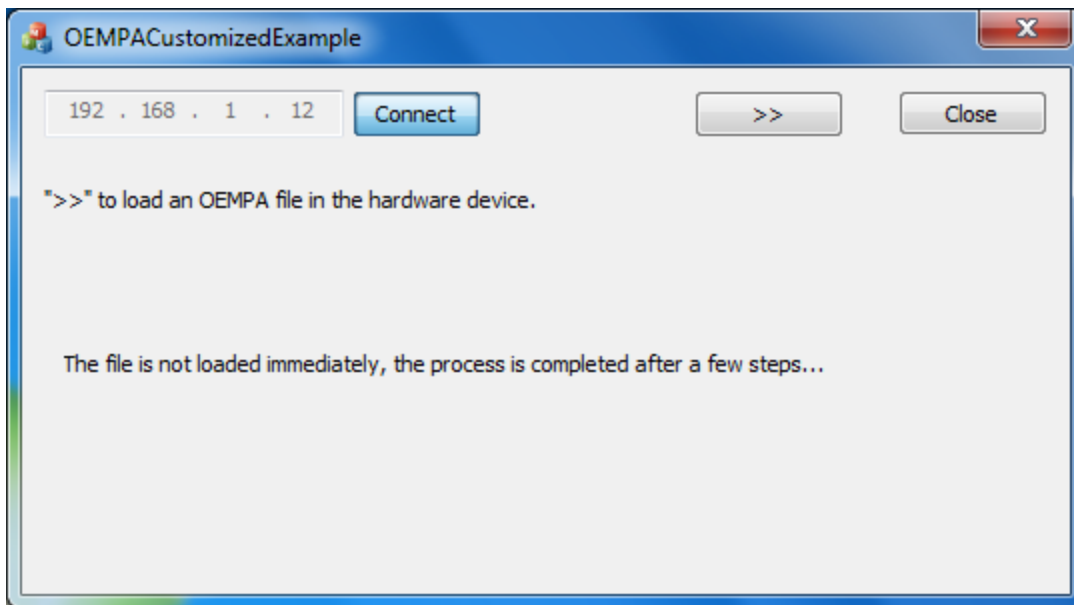 OEMPACustomizedExample
192 . 168 . 1 . 12 Connect >> Close
">>" to load an OEMPA file in the hardware device.
The file is not loaded immediately, the process is completed after a few steps...